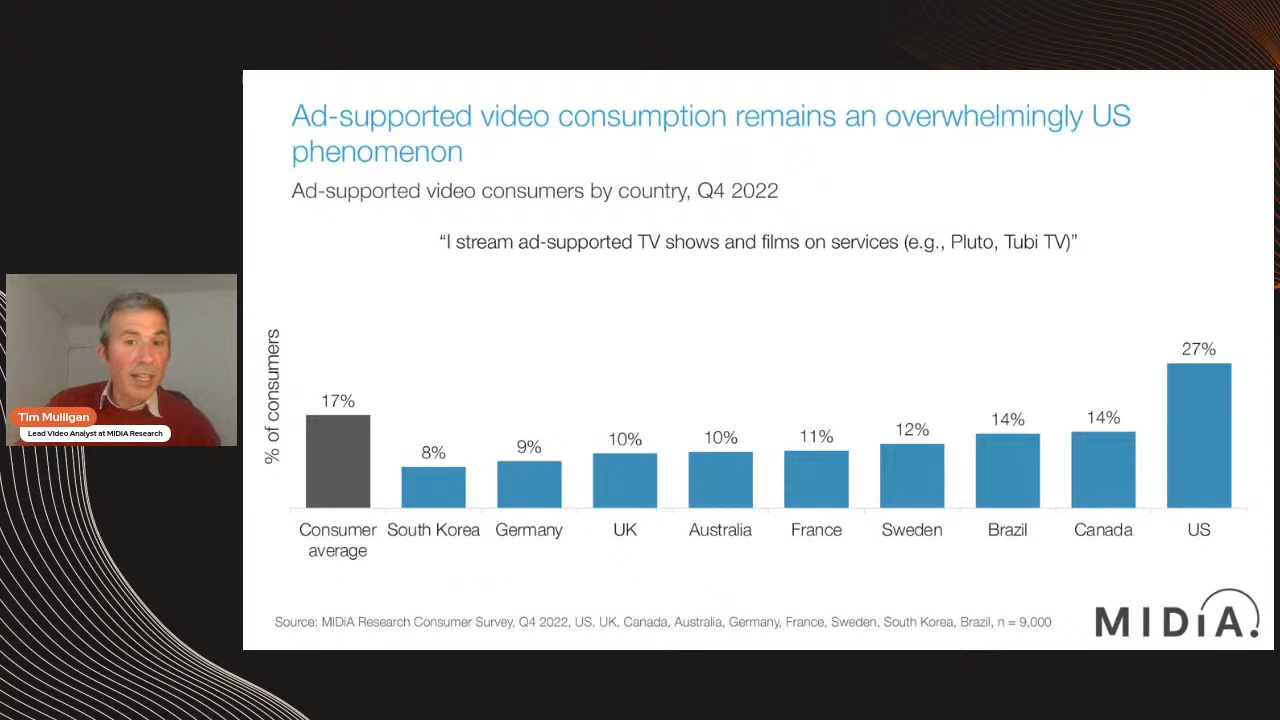 Ad-supported video consumption remains an overwhelmingly US
phenomenon
Ad-supported video consumers by country, Q4 2022
“I stream ad-supported TV shows and films on services (e.g., Pluto, Tubi TV)”
% of consumers
17%
8%
9%
10%
10%
11%
12%
14%
14%
27%
Consumer
average
South Korea
Germany
UK
Australia
France
Sweden
Brazil
Canada
US
Source: MIDiA Research Consumer Survey, Q4 2022, US, UK, Canada, Australia, Germany, France, Sweden, South Korea, Brazil, n = 9,000
MIDiA.
Tim Mulligan
Lead Video Analyst at MIDIA Research